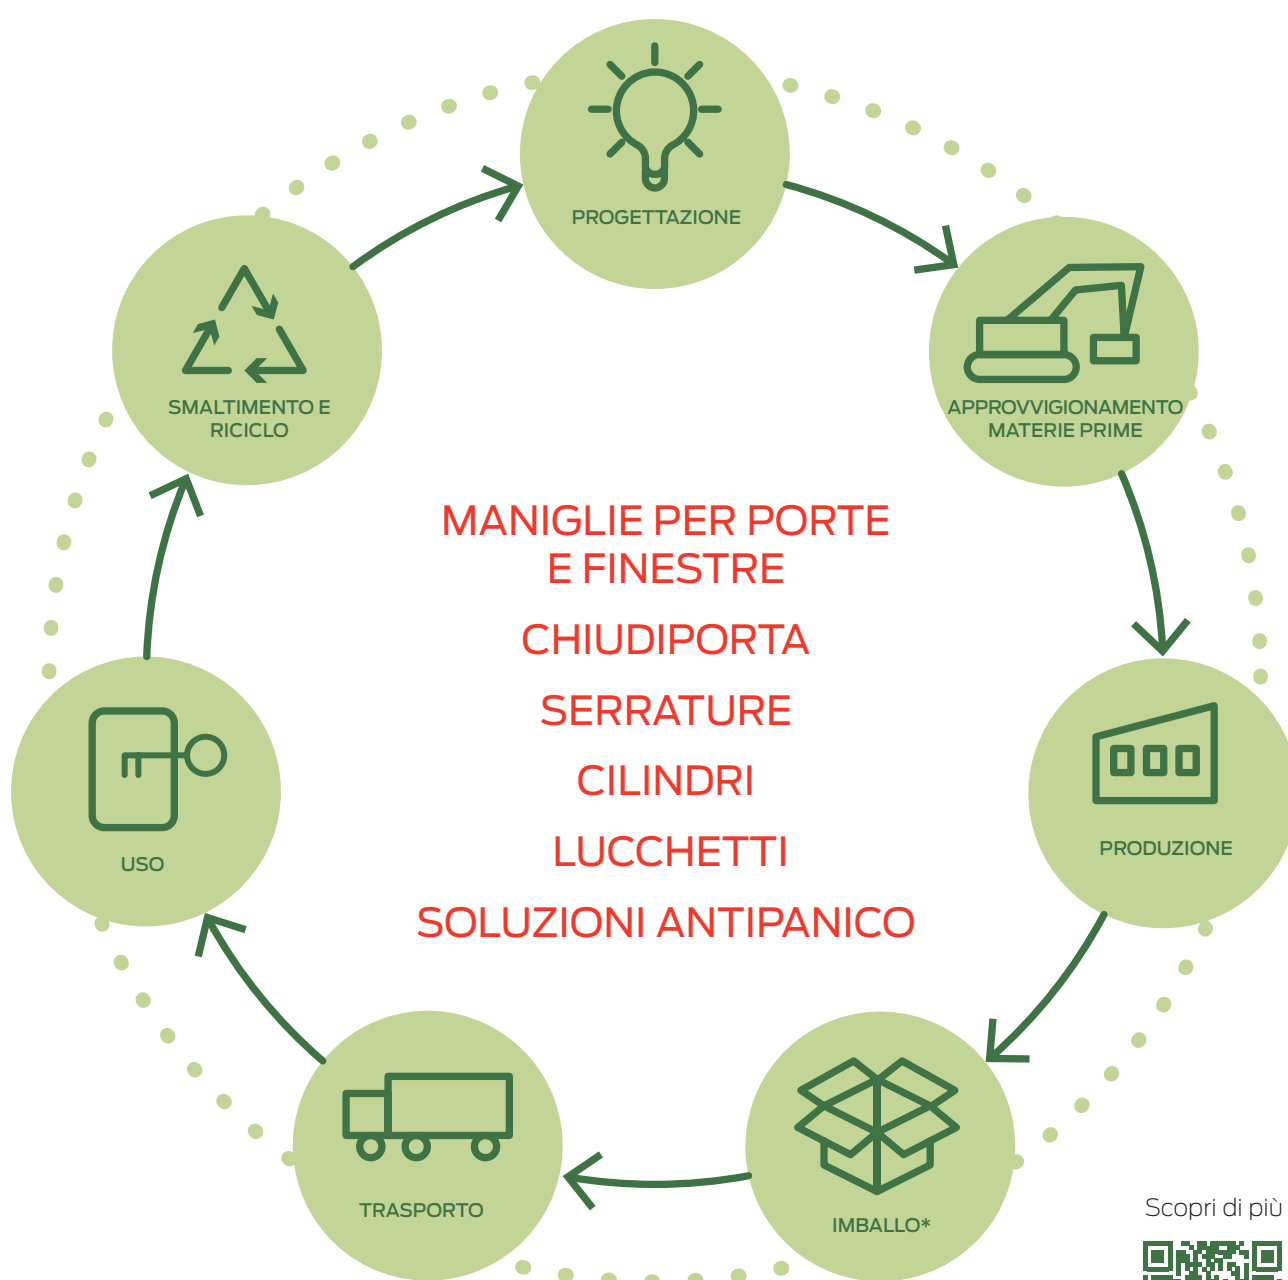 PROGETTAZIONE
APPROVVIGIONAMENTO
MATERIE PRIME
PRODUZIONE
IMBALLO*
TRASPORTO
USO
SMALTIMENTO E
RICICLO
MANIGLIE PER PORTE
E FINESTRE
CHIUDIPORTA
SERRATURE
CILINDRI
LUCCHETTI
SOLUZIONI ANTIPANICO
Scopri di più